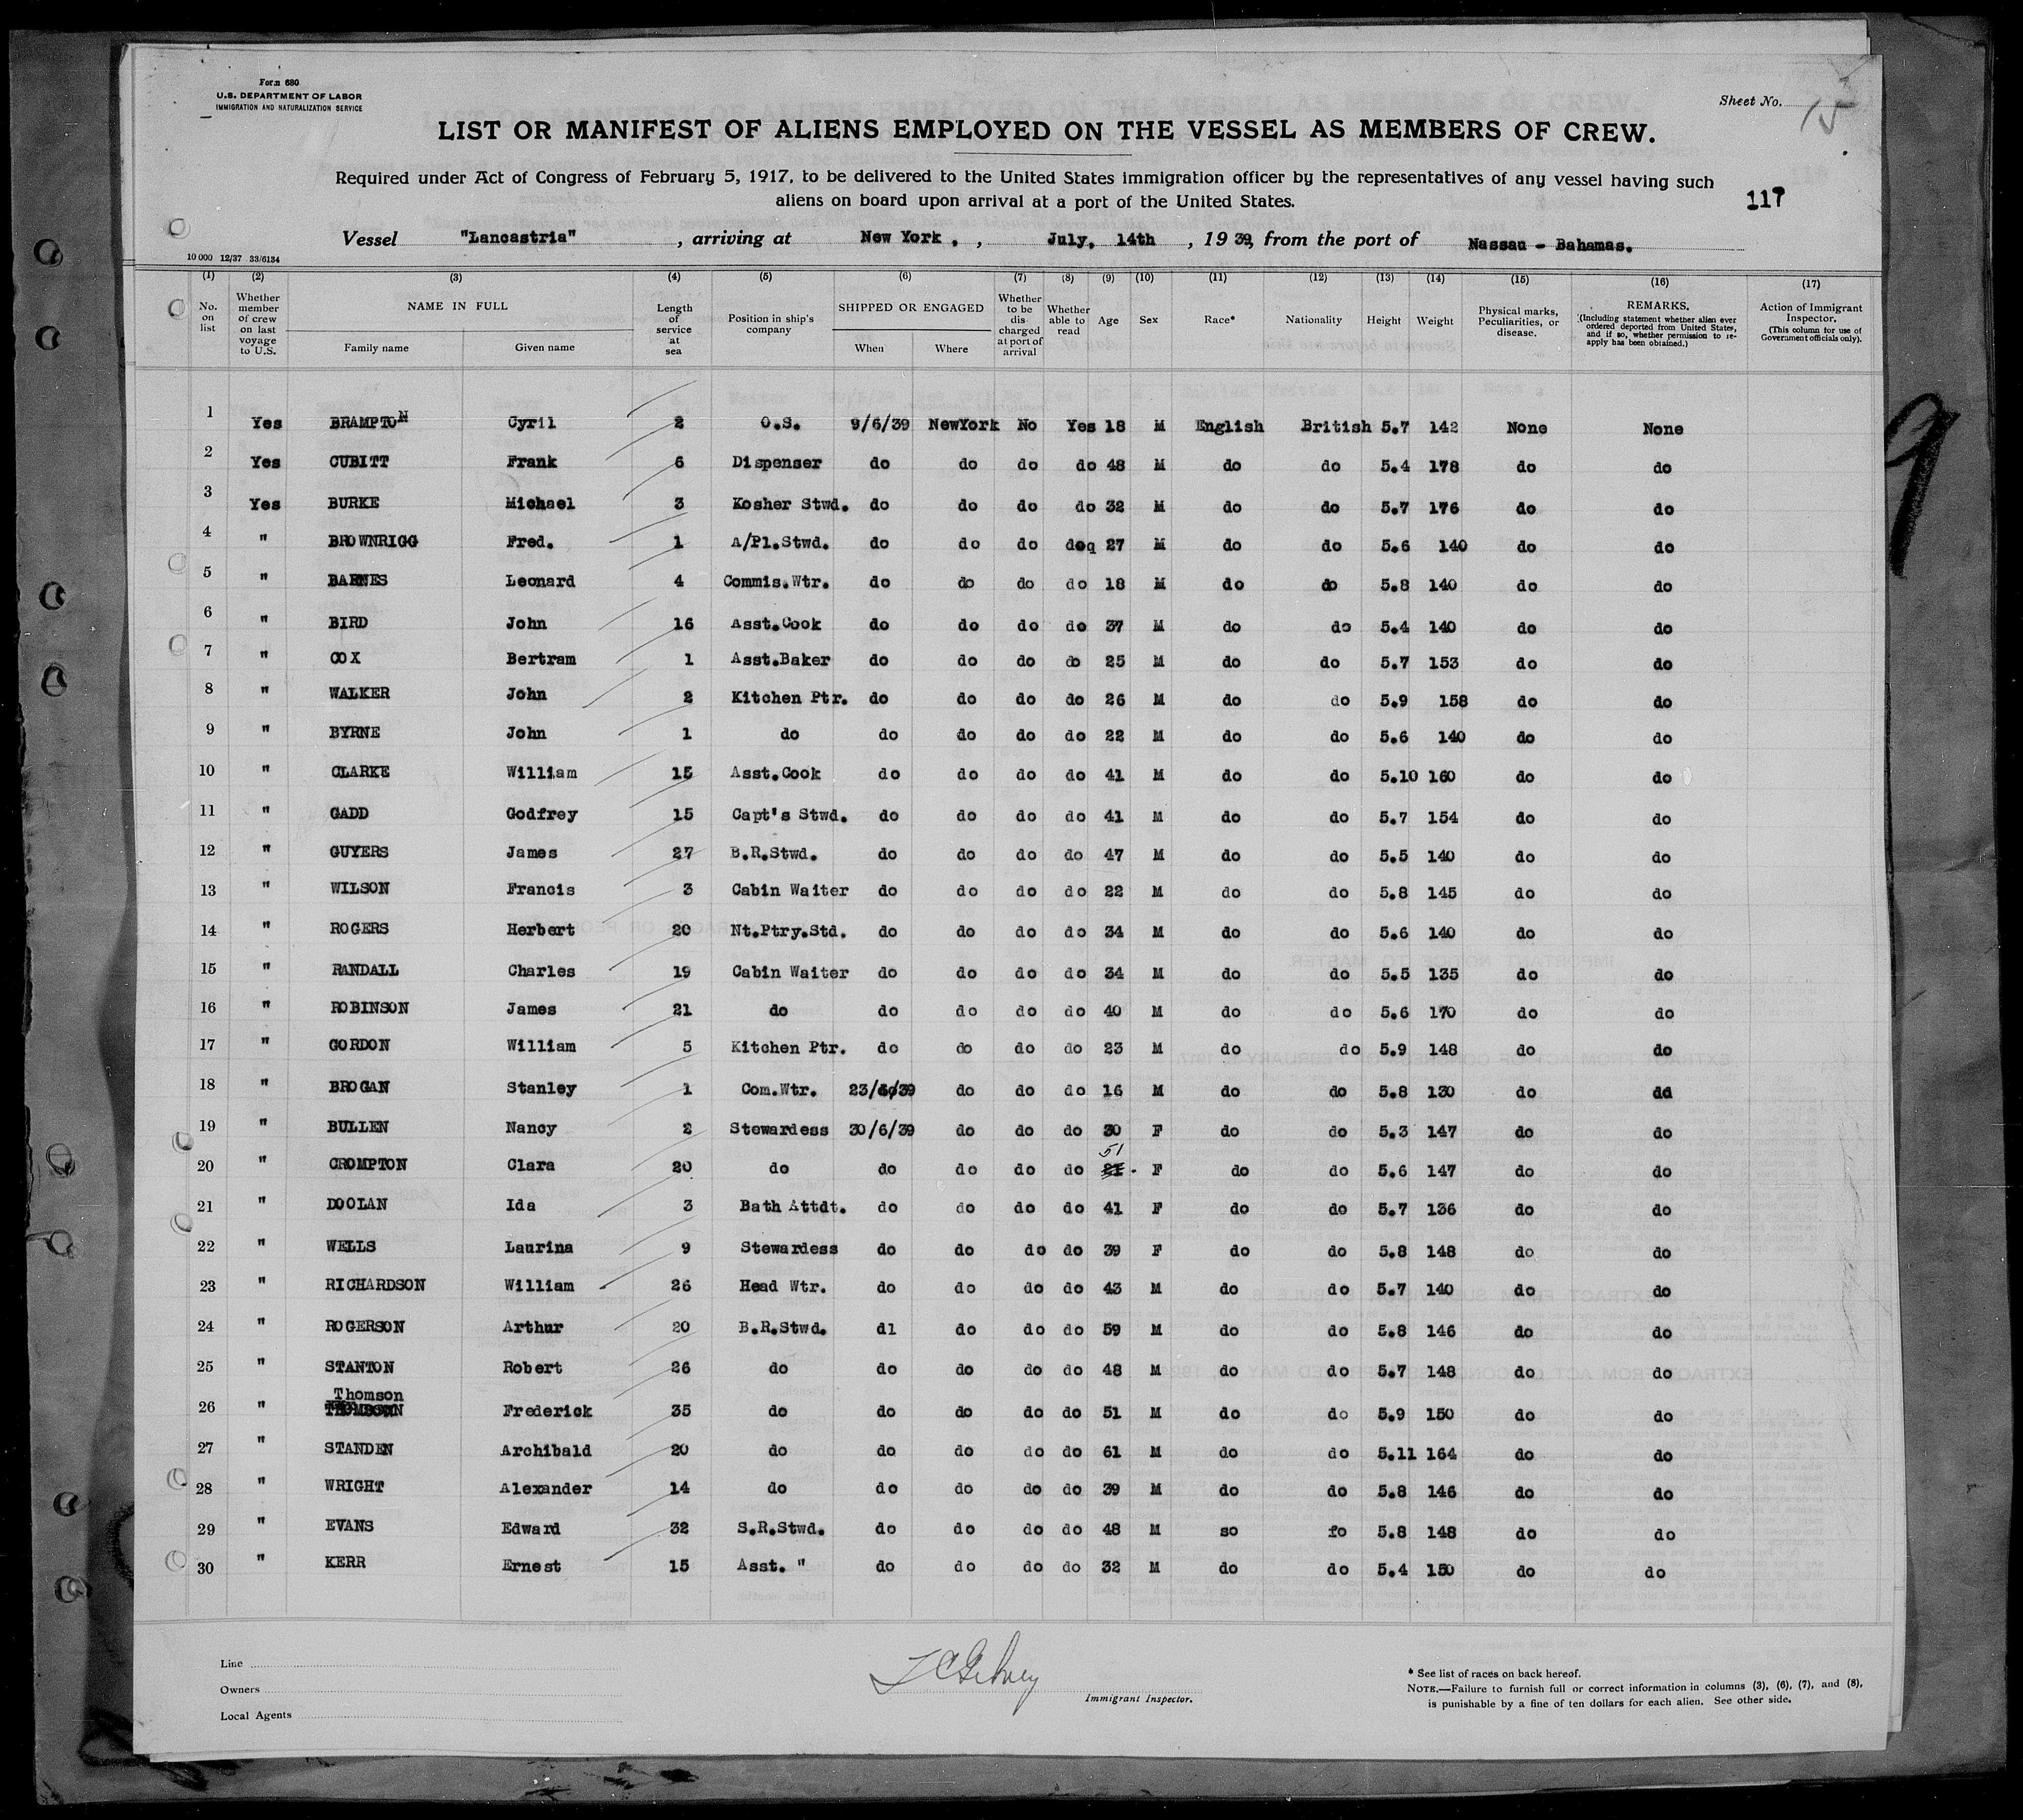 Form 680
U.S. DEPARTMENT OF LABOR
IMMIGRATION AND NATURALIZATION SERVICE
Sheet No. 15
LIST OR MANIFEST OF ALIENS EMPLOYED ON THE VESSEL AS MEMBERS OF CREW.
Required under Act of Congress of February 5, 1917, to be delivered to the United States immigration officer by the representatives of any vessel having such
aliens on board upon arrival at a port of the United States.
117
Vessel "Lancastria" , arriving at New York , , July, 14th , 1939, from the port of Nassau - Bahamas.
10 000 12/37 33/6134
(1) (2) (3) (4) (5) (6) (7) (8) (9) (10) (11) (12) (13) (14) (15) (16) (17)
No. on list Whether member of crew on last voyage to U.S. NAME IN FULL Family name Given name Length of service at sea Position in ship's company SHIPPED OR ENGAGED When Where Whether to be discharged at port of arrival Whether able to read Age Sex Race* Nationality Height Weight Physical marks, Peculiarities, or disease. REMARKS. (Including statement whether alien ever ordered deported from United States, and if so, whether permission to re-apply has been obtained.) Action of Immigrant Inspector. (This column for use of Government officials only).
1 Yes BRAMPTON Cyril 2 O.S. 9/6/39 NewYork No Yes 18 M English British 5.7 142 None None
2 Yes CUBITT Frank 6 Dispenser do do do do 48 M do do 5.4 178 do do
3 Yes BURKE Michael 3 Kosher Stwd. do do do do 32 M do do 5.7 176 do do
4 " BROWNRIGG Fred. 1 A/Pl.Stwd. do do do doq 27 M do do 5.6 140 do do
5 " BARNES Leonard 4 Commis.Wtr. do do do do 18 M do do 5.8 140 do do
6 " BIRD John 16 Asst.Cook do do do do 37 M do do 5.4 140 do do
7 " COX Bertram 1 Asst.Baker do do do do 25 M do do 5.7 153 do do
8 " WALKER John 2 Kitchen Ptr. do do do do 26 M do do 5.9 158 do do
9 " BYRNE John 1 do do do do do 22 M do do 5.6 140 do do
10 " CLARKE William 15 Asst.Cook do do do do 41 M do do 5.10 160 do do
11 " GADD Godfrey 15 Capt's Stwd. do do do do 41 M do do 5.7 154 do do
12 " GUYERS James 27 B.R.Stwd. do do do do 47 M do do 5.5 140 do do
13 " WILSON Francis 3 Cabin Waiter do do do do 22 M do do 5.8 145 do do
14 " ROGERS Herbert 20 Nt.Ptry.Std. do do do do 34 M do do 5.6 140 do do
15 " RANDALL Charles 19 Cabin Waiter do do do do 34 M do do 5.5 135 do do
16 " ROBINSON James 21 do do do do do 40 M do do 5.6 170 do do
17 " GORDON William 5 Kitchen Ptr. do do do do 23 M do do 5.9 148 do do
18 " BROGAN Stanley 1 Com.Wtr. 23/6/39 do do do 16 M do do 5.8 130 do dd
19 " BULLEN Nancy 2 Stewardess 30/6/39 do do do 30 F do do 5.3 147 do do
20 " CROMPTON Clara 20 do do do do do 51 21. F do do 5.6 147 do do
21 " DOOLAN Ida 3 Bath Attdt. do do do do 41 F do do 5.7 136 do do
22 " WELLS Laurina 9 Stewardess do do do do 39 F do do 5.8 148 do do
23 " RICHARDSON William 26 Head Wtr. do do do do 43 M do do 5.7 140 do do
24 " ROGERSON Arthur 20 B.R.Stwd. dl do do do 59 M do do 5.8 146 do do
25 " STANTON Robert 26 do do do do do 48 M do do 5.7 148 do do
26 " Thomson Frederick 35 do do do do do 51 M do do 5.9 150 do do
27 " STANDEN Archibald 20 do do do do do 61 M do do 5.11 164 do do
28 " WRIGHT Alexander 14 do do do do do 39 M do do 5.8 146 do do
29 " EVANS Edward 32 S.R.Stwd. do do do do 48 M so fo 5.8 148 do do
30 " KERR Ernest 15 Asst. " do do do do 32 M do do 5.4 150 do do
9
Line
Owners
Local Agents
Immigrant Inspector.
* See list of races on back hereof.
NOTE.—Failure to furnish full or correct information in columns (3), (6), (7), and (8),
is punishable by a fine of ten dollars for each alien. See other side.